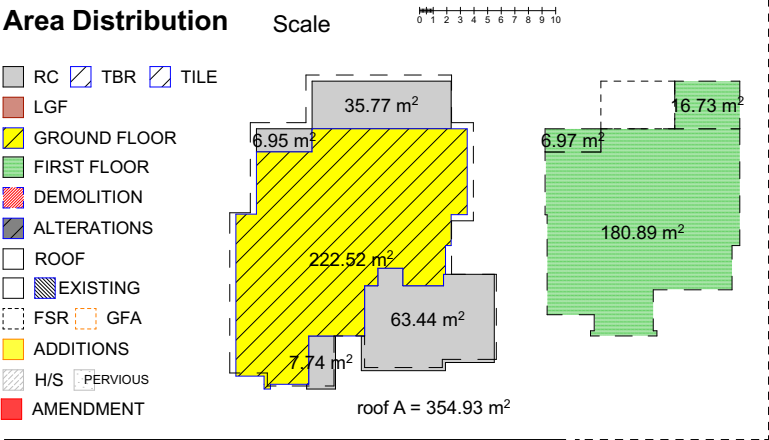 Area Distribution Scale
0 1 2 3 4 5 6 7 8 9 10
RC TBR TILE
LGF
GROUND FLOOR
FIRST FLOOR
DEMOLITION
ALTERATIONS
ROOF
EXISTING
FSR GFA
ADDITIONS
H/S PERVIOUS
AMENDMENT
35.77 m²
6.95 m²
222.52 m²
63.44 m²
7.74 m²
roof A = 354.93 m²
16.73 m²
6.97 m²
180.89 m²